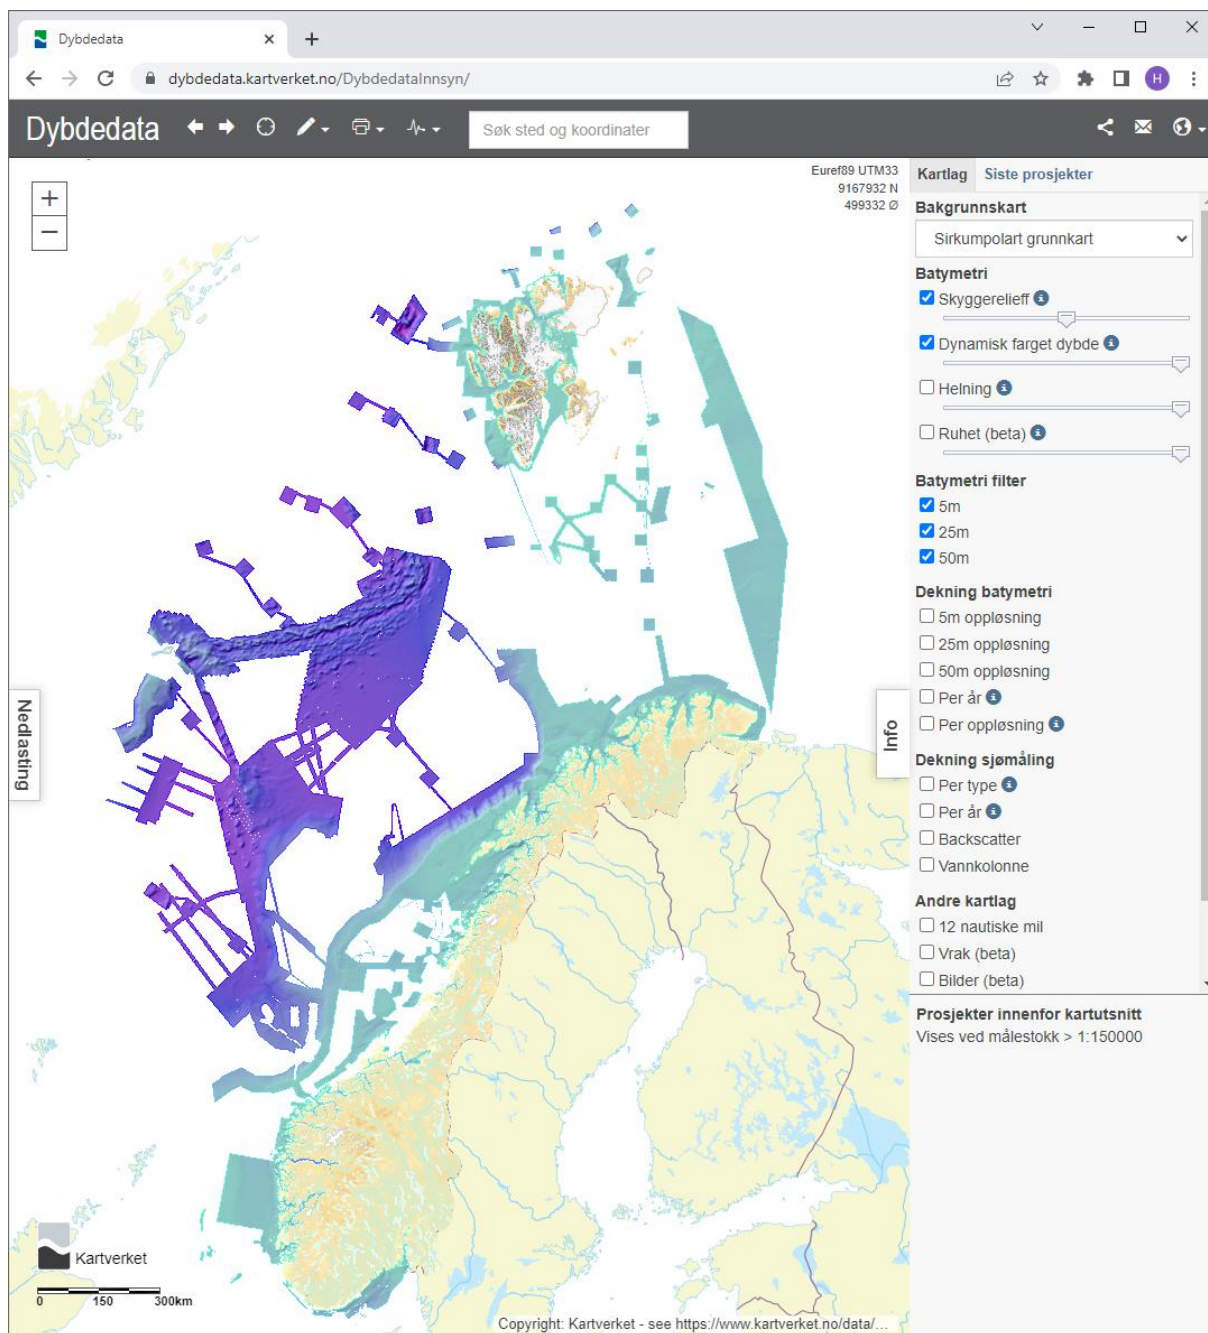 Dybdedata
dybdedata.kartverket.no/DybdedataInnsyn/
H
Dybdedata
Søk sted og koordinater
Euref89 UTM33
9167932 N
499332 Ø
+
−
Nedlasting
Info
Kartverket
0 150 300km
Copyright: Kartverket - see https://www.kartverket.no/data/...
Kartlag Siste prosjekter
Bakgrunnskart
Sirkumpolart grunnkart
Batymetri
Skyggerelieff
Dynamisk farget dybde
Helning
Ruhet (beta)
Batymetri filter
5m
25m
50m
Dekning batymetri
5m oppløsning
25m oppløsning
50m oppløsning
Per år
Per oppløsning
Dekning sjømåling
Per type
Per år
Backscatter
Vannkolonne
Andre kartlag
12 nautiske mil
Vrak (beta)
Bilder (beta)
Prosjekter innenfor kartutsnitt
Vises ved målestokk > 1:150000